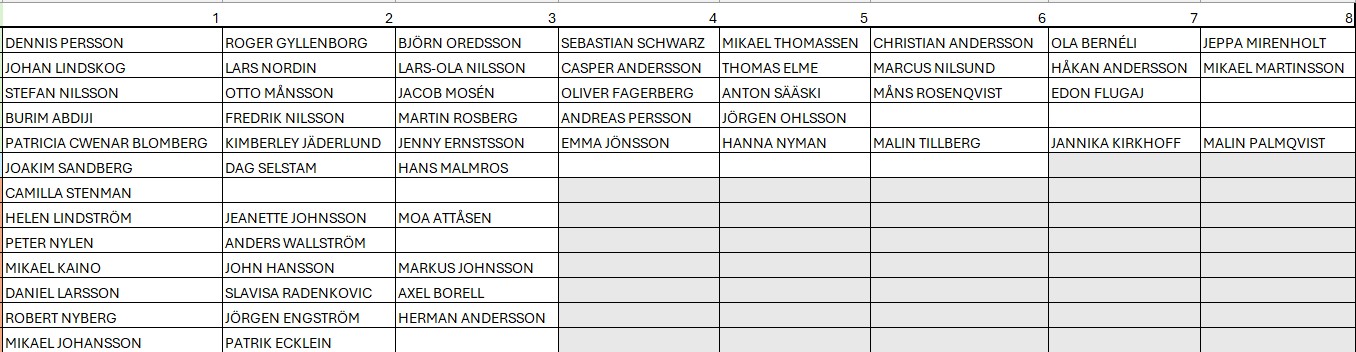 1 2 3 4 5 6 7 8
DENNIS PERSSON ROGER GYLLENBORG BJÖRN OREDSSON SEBASTIAN SCHWARZ MIKAEL THOMASSEN CHRISTIAN ANDERSSON OLA BERNÉLI JEPPA MIRENHOLT
JOHAN LINDSKOG LARS NORDIN LARS-OLA NILSSON CASPER ANDERSSON THOMAS ELME MARCUS NILSUND HÅKAN ANDERSSON MIKAEL MARTINSSON
STEFAN NILSSON OTTO MÅNSSON JACOB MOSÉN OLIVER FAGERBERG ANTON SÄÄSKI MÅNS ROSENQVIST EDON FLUGAJ
BURIM ABDIJI FREDRIK NILSSON MARTIN ROSBERG ANDREAS PERSSON JÖRGEN OHLSSON
PATRICIA CWENAR BLOMBERG KIMBERLEY JÄDERLUND JENNY ERNSTSSON EMMA JÖNSSON HANNA NYMAN MALIN TILLBERG JANNIKA KIRKHOFF MALIN PALMQVIST
JOAKIM SANDBERG DAG SELSTAM HANS MALMROS
CAMILLA STENMAN
HELEN LINDSTRÖM JEANETTE JOHNSSON MOA ATTÅSEN
PETER NYLEN ANDERS WALLSTRÖM
MIKAEL KAINO JOHN HANSSON MARKUS JOHNSSON
DANIEL LARSSON SLAVISA RADENKOVIC AXEL BORELL
ROBERT NYBERG JÖRGEN ENGSTRÖM HERMAN ANDERSSON
MIKAEL JOHANSSON PATRIK ECKLEIN